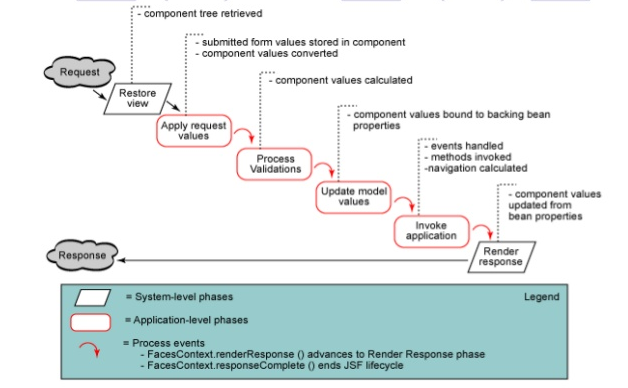 - component tree retrieved
- submitted form values stored in component
- component values converted
Request
- component values calculated
Restore
view
- component values bound to backing bean
properties
Apply request
values
- events handled
- methods invoked
-navigation calculated
Process
Validations
- component values
updated from
bean properties
Update model
values
Invoke
application
Render
response
Response
= System-level phases
Legend
= Application-level phases
= Process events
- FacesContext.renderResponse () advances to Render Response phase
- FacesContext.responseComplete () ends JSF lifecycle